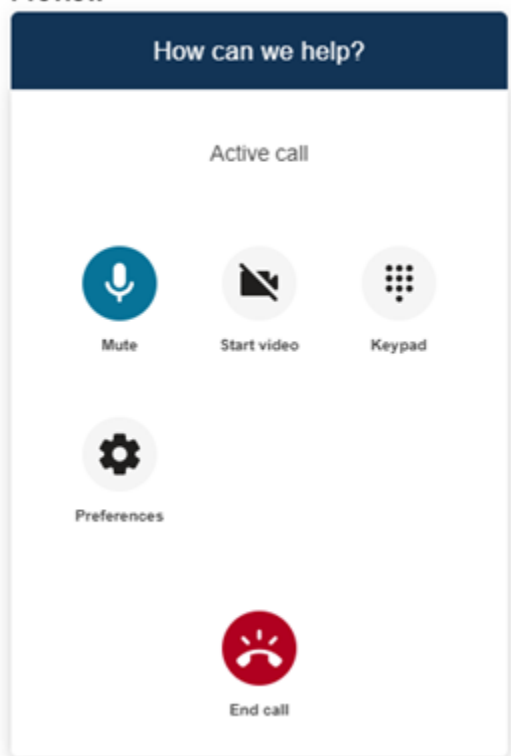 How can we help?
Active call
Mute
Start video
Keypad
Preferences
End call